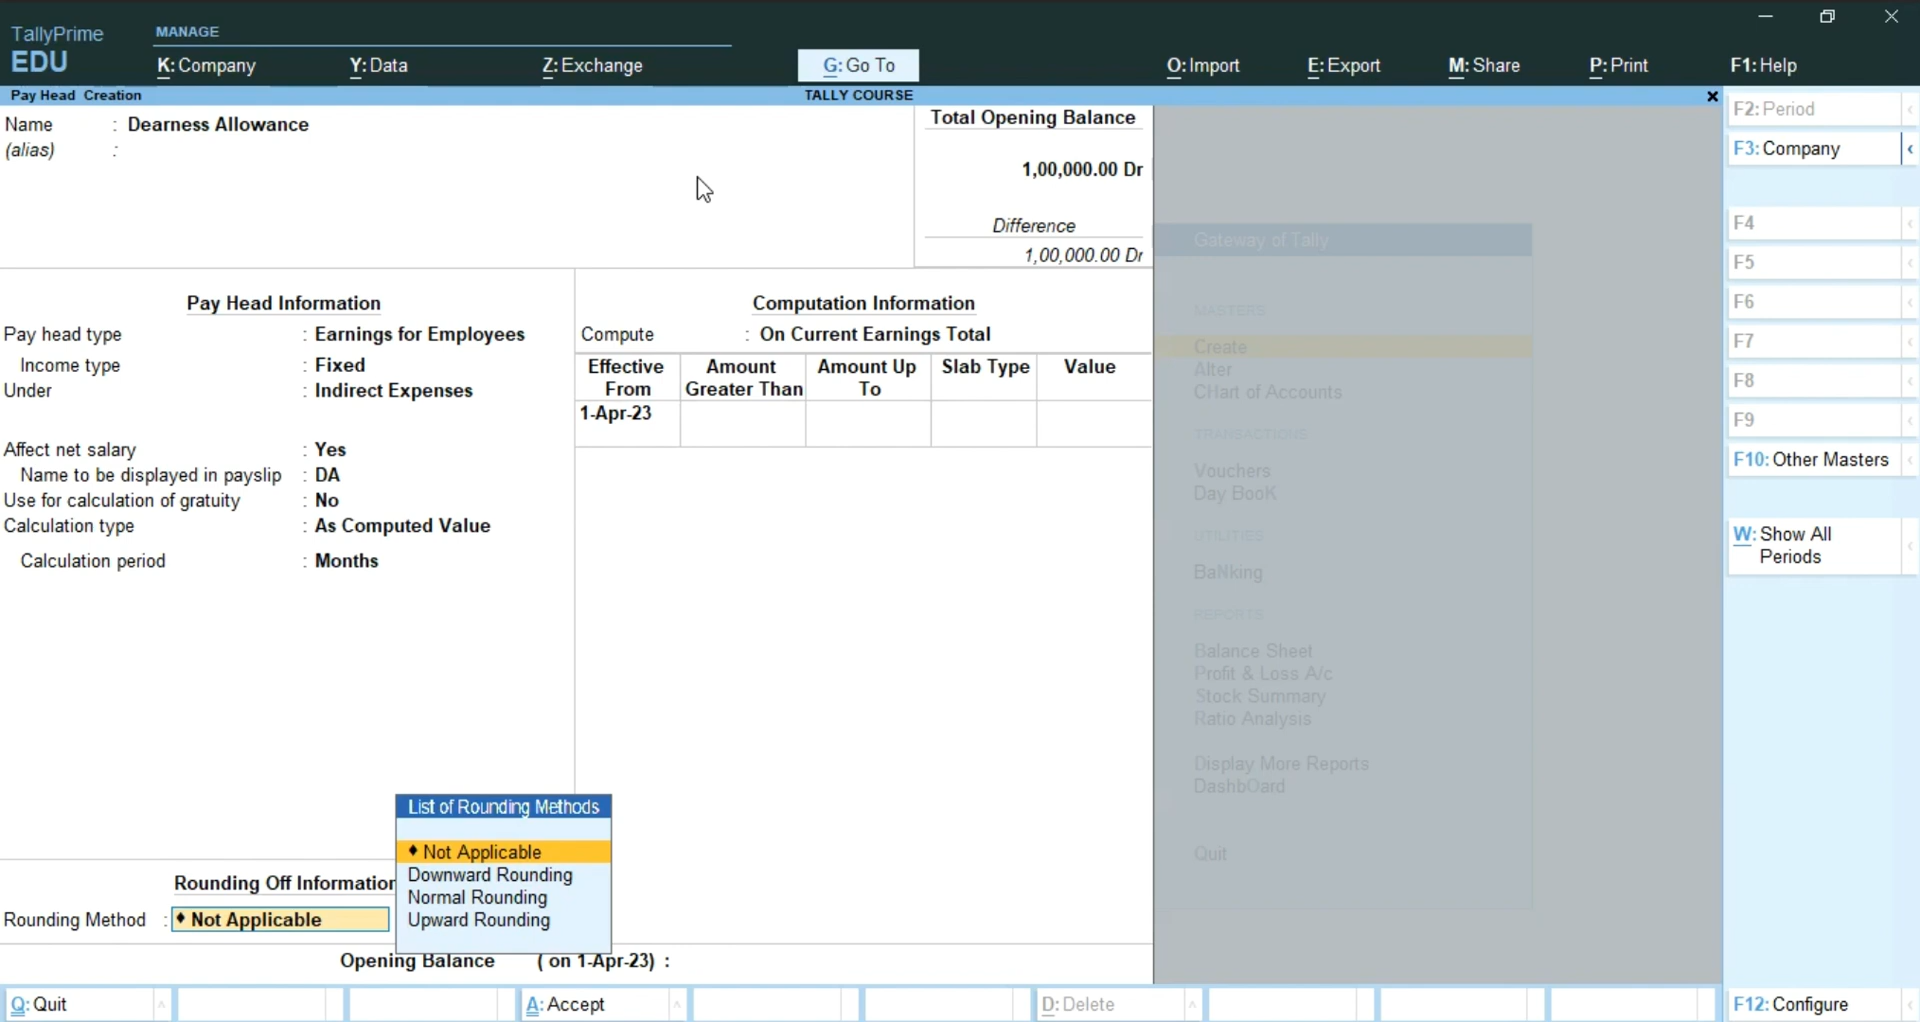 TallyPrime
EDU
MANAGE
K: Company
Y: Data
Z: Exchange
G: Go To
O: Import
E: Export
M: Share
P: Print
F1: Help
Pay Head Creation
TALLY COURSE
Name : Dearness Allowance
(alias) :
Total Opening Balance
1,00,000.00 Dr
Difference
1,00,000.00 Dr
Pay Head Information
Pay head type : Earnings for Employees
Income type : Fixed
Under : Indirect Expenses
Affect net salary : Yes
Name to be displayed in payslip : DA
Use for calculation of gratuity : No
Calculation type : As Computed Value
Calculation period : Months
Computation Information
Compute : On Current Earnings Total
Effective From
Amount Greater Than
Amount Up To
Slab Type
Value
1-Apr-23
Rounding Off Information
Rounding Method : ♦ Not Applicable
List of Rounding Methods
♦ Not Applicable
Downward Rounding
Normal Rounding
Upward Rounding
Opening Balance ( on 1-Apr-23) :
Gateway of Tally
MASTERS
Create
Alter
CHart of Accounts
TRANSACTIONS
Vouchers
Day BooK
UTILITIES
BaNking
REPORTS
Balance Sheet
Profit & Loss A/c
Stock Summary
Ratio Analysis
Display More Reports
DashbOard
Quit
F2: Period
F3: Company
F4
F5
F6
F7
F8
F9
F10: Other Masters
W: Show All
Periods
Q: Quit
A: Accept
D: Delete
F12: Configure